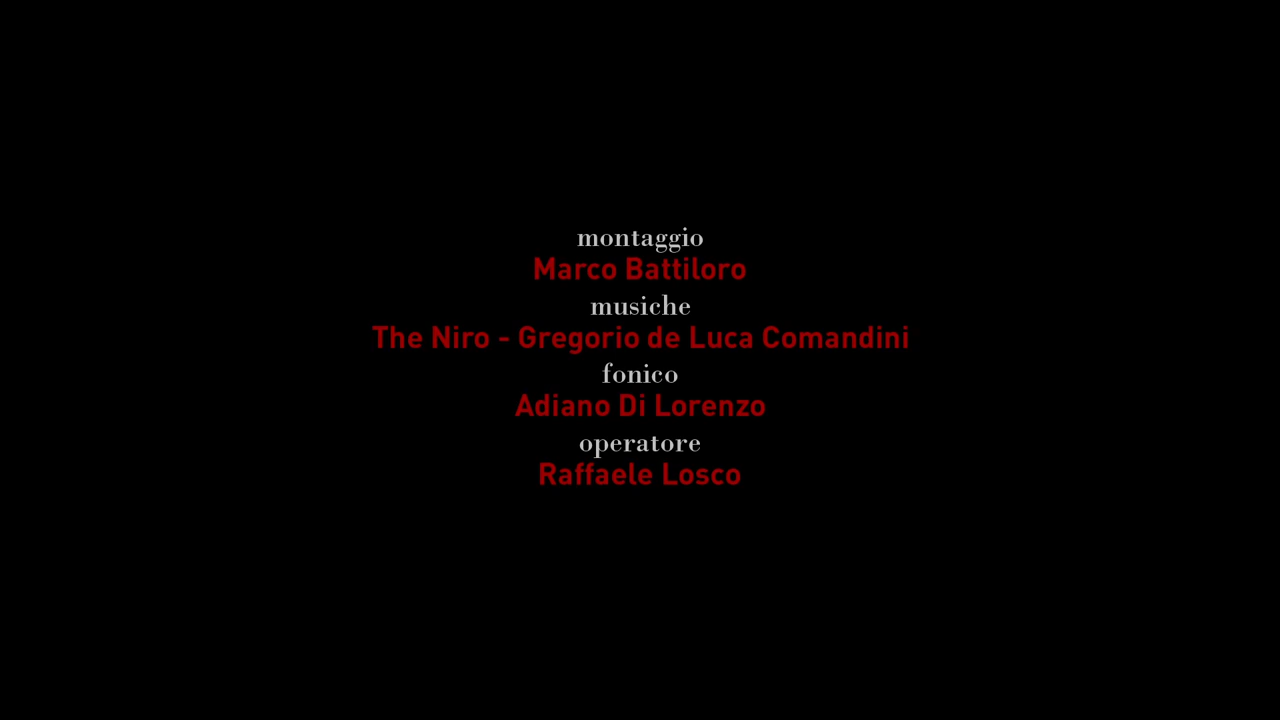 montaggio
Marco Battiloro
musiche
The Niro - Gregorio de Luca Comandini
fonico
Adiano Di Lorenzo
operatore
Raffaele Losco